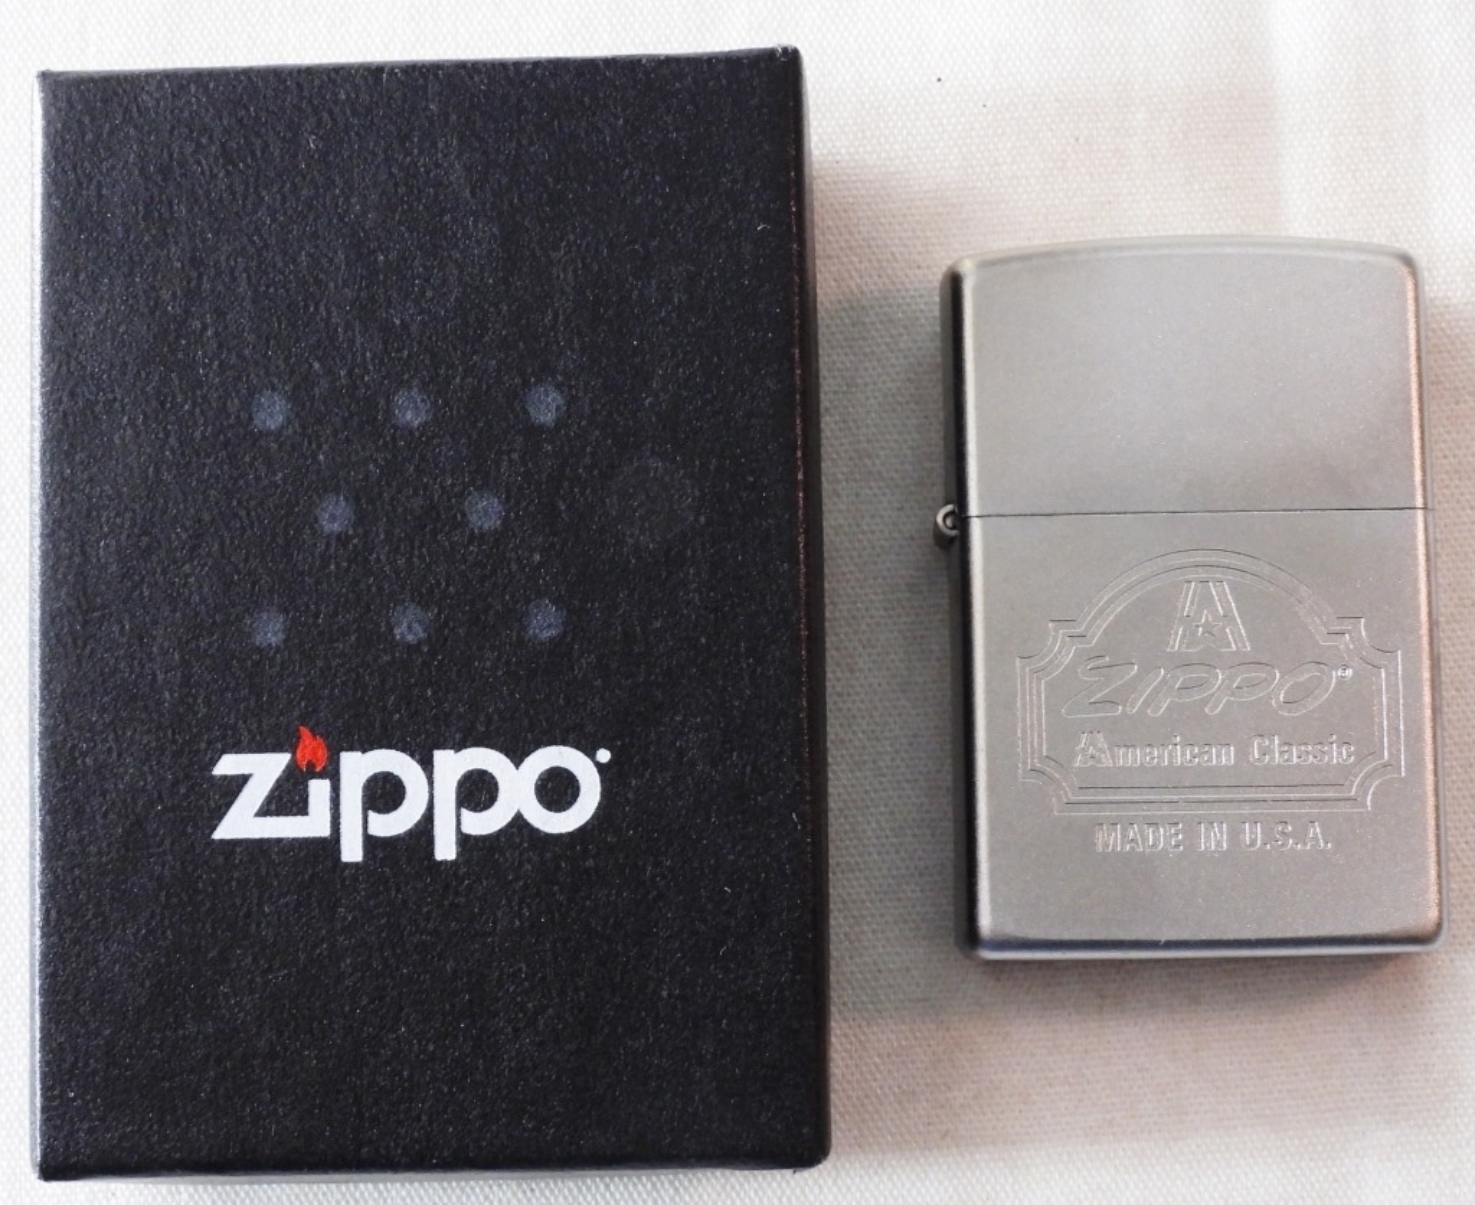 zippo
A
ZIPPO®
American Classic
MADE IN U.S.A.